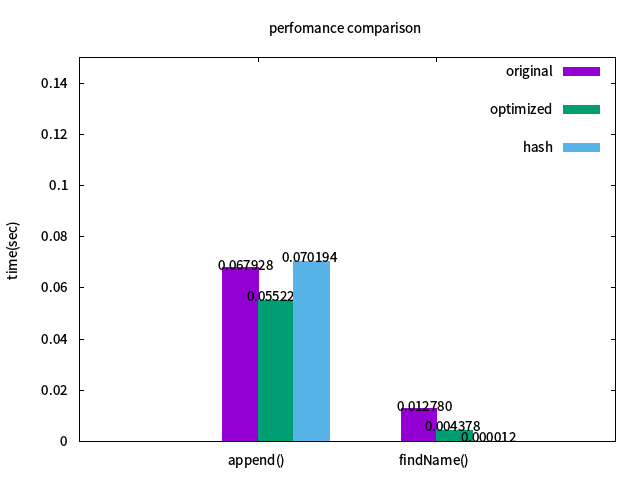 perfomance comparison
original
optimized
hash
0.14
0.12
0.1
0.08
0.06
0.04
0.02
0
time(sec)
0.067928
0.05522
0.070194
0.012780
0.004378
0.000012
append()
findName()